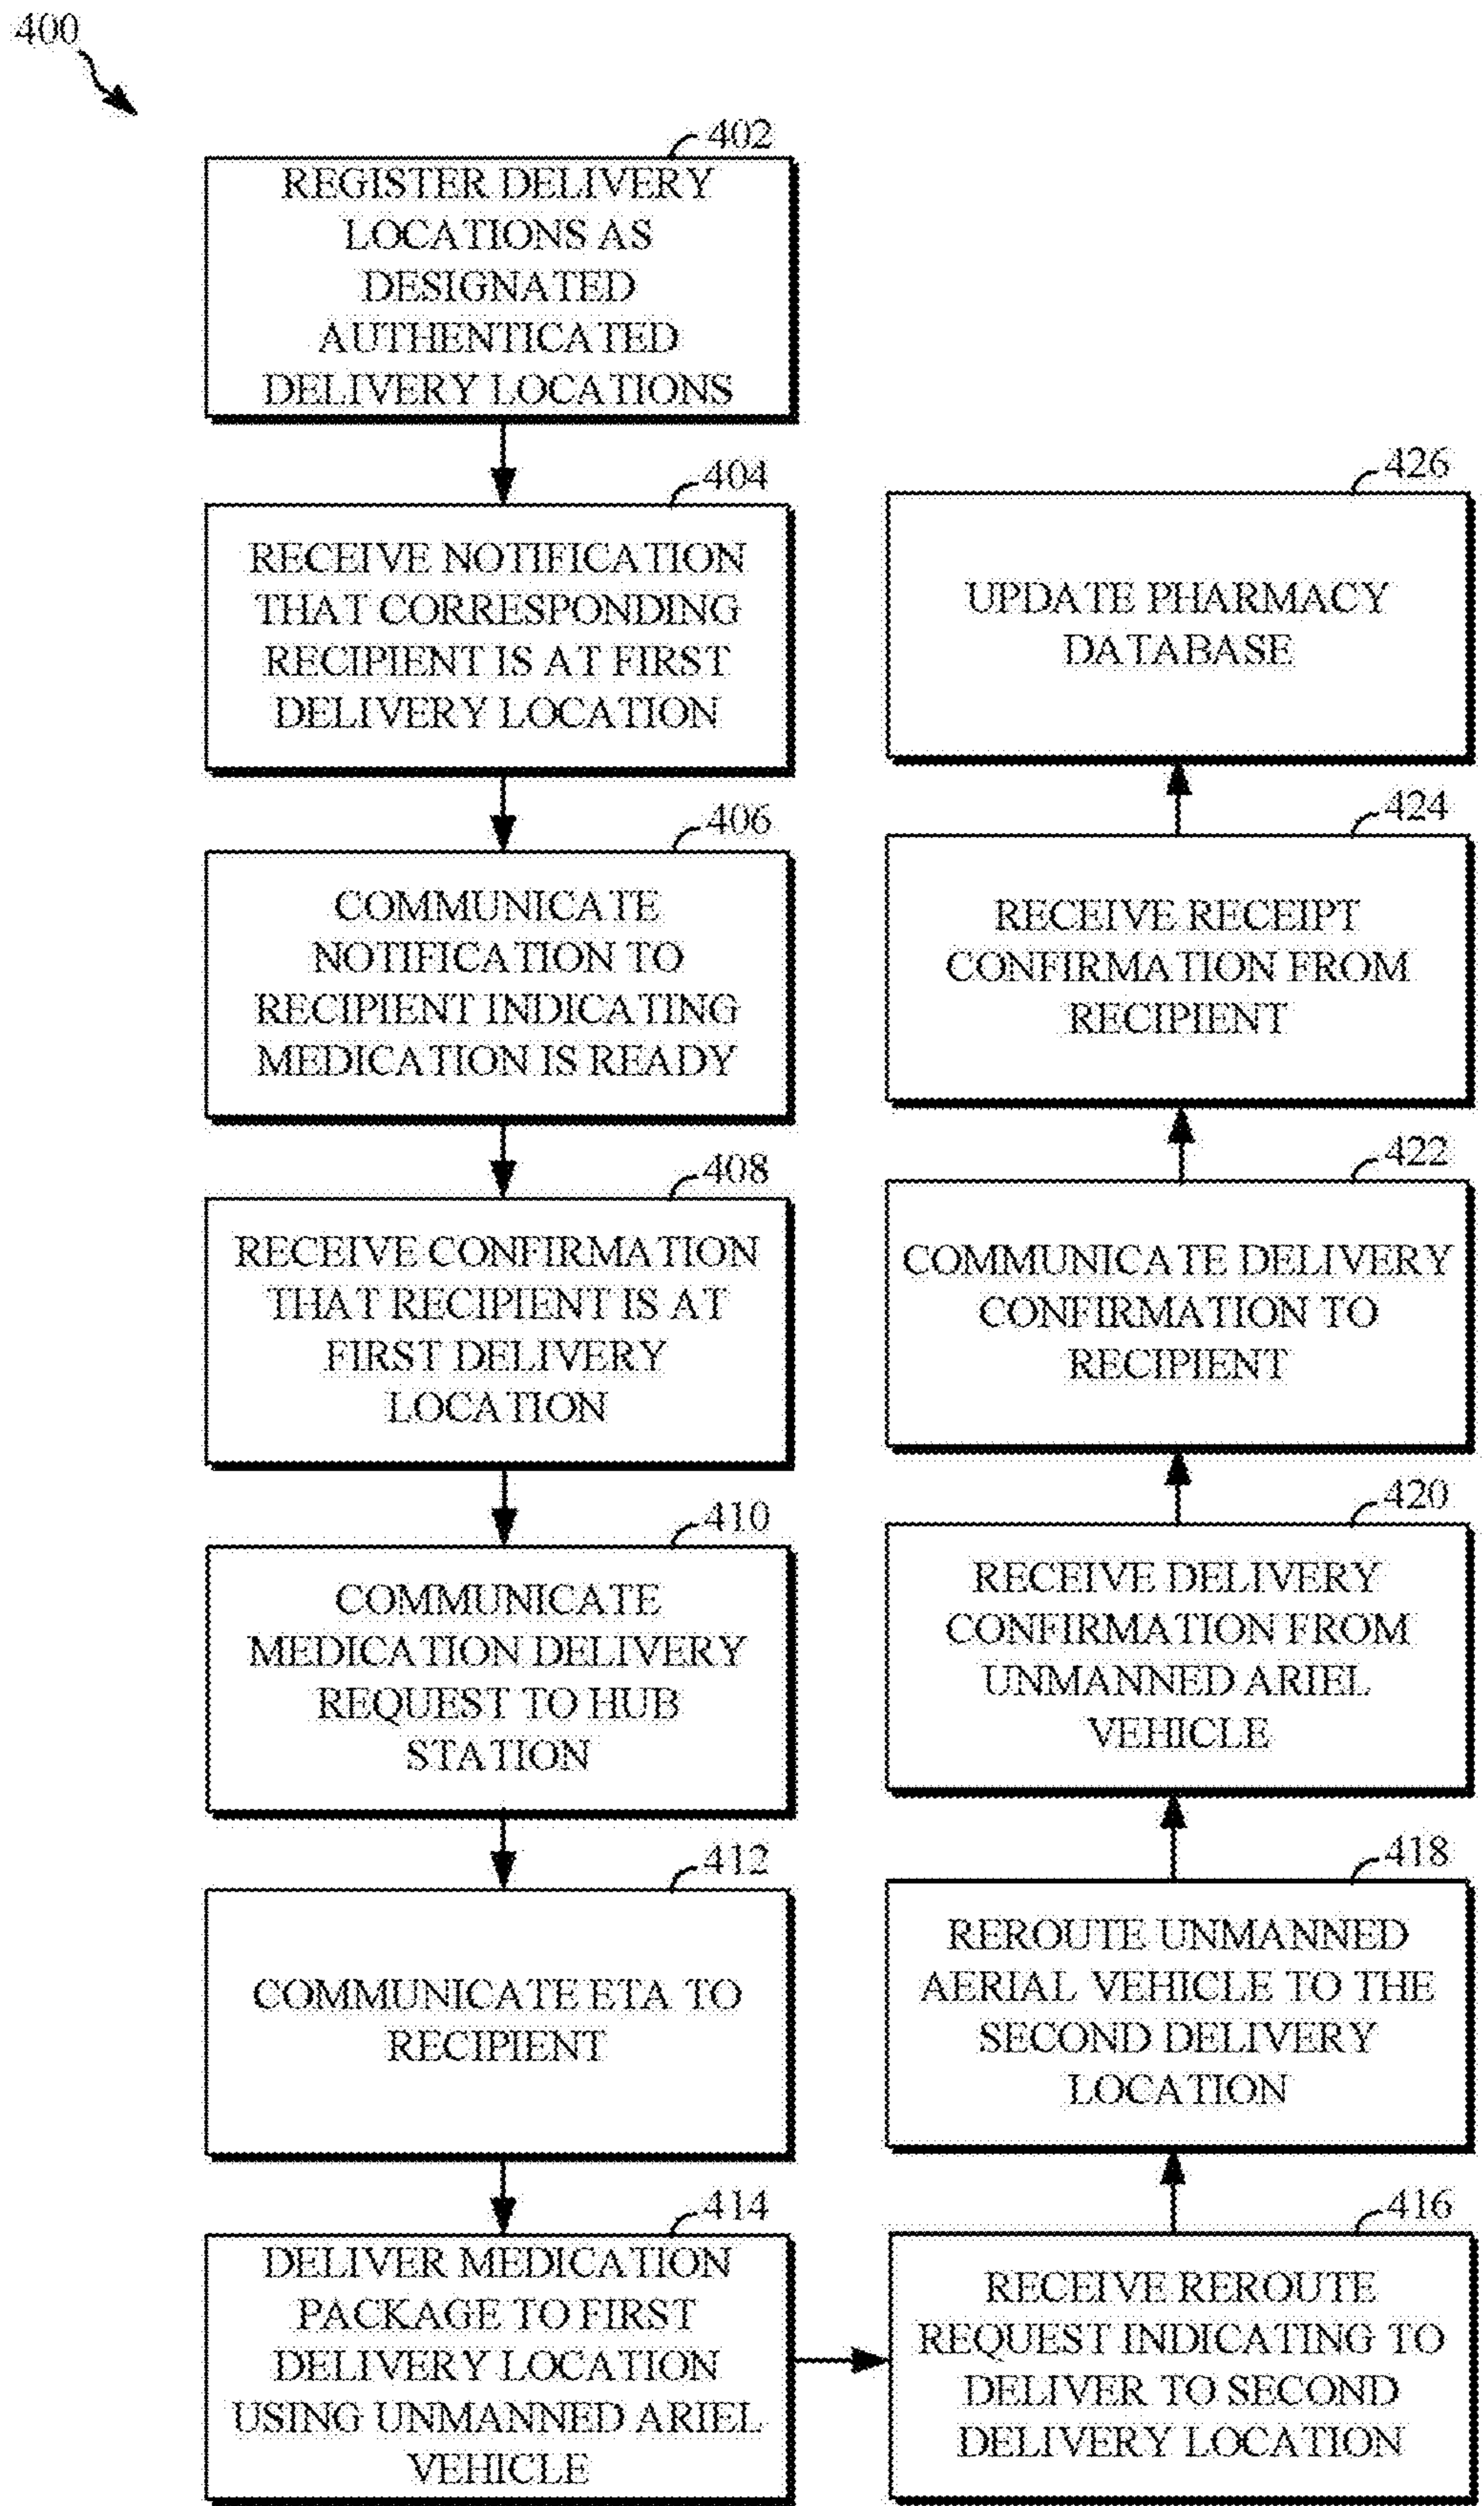 400
402
REGISTER DELIVERY
LOCATIONS AS
DESIGNATED
AUTHENTICATED
DELIVERY LOCATIONS
404
RECEIVE NOTIFICATION
THAT CORRESPONDING
RECIPIENT IS AT FIRST
DELIVERY LOCATION
406
COMMUNICATE
NOTIFICATION TO
RECIPIENT INDICATING
MEDICATION IS READY
408
RECEIVE CONFIRMATION
THAT RECIPIENT IS AT
FIRST DELIVERY
LOCATION
410
COMMUNICATE
MEDICATION DELIVERY
REQUEST TO HUB
STATION
412
COMMUNICATE ETA TO
RECIPIENT
414
DELIVER MEDICATION
PACKAGE TO FIRST
DELIVERY LOCATION
USING UNMANNED ARIEL
VEHICLE
416
RECEIVE REROUTE
REQUEST INDICATING TO
DELIVER TO SECOND
DELIVERY LOCATION
418
REROUTE UNMANNED
AERIAL VEHICLE TO THE
SECOND DELIVERY
LOCATION
420
RECEIVE DELIVERY
CONFIRMATION FROM
UNMANNED ARIEL
VEHICLE
422
COMMUNICATE DELIVERY
CONFIRMATION TO
RECIPIENT
424
RECEIVE RECEIPT
CONFIRMATION FROM
RECIPIENT
426
UPDATE PHARMACY
DATABASE